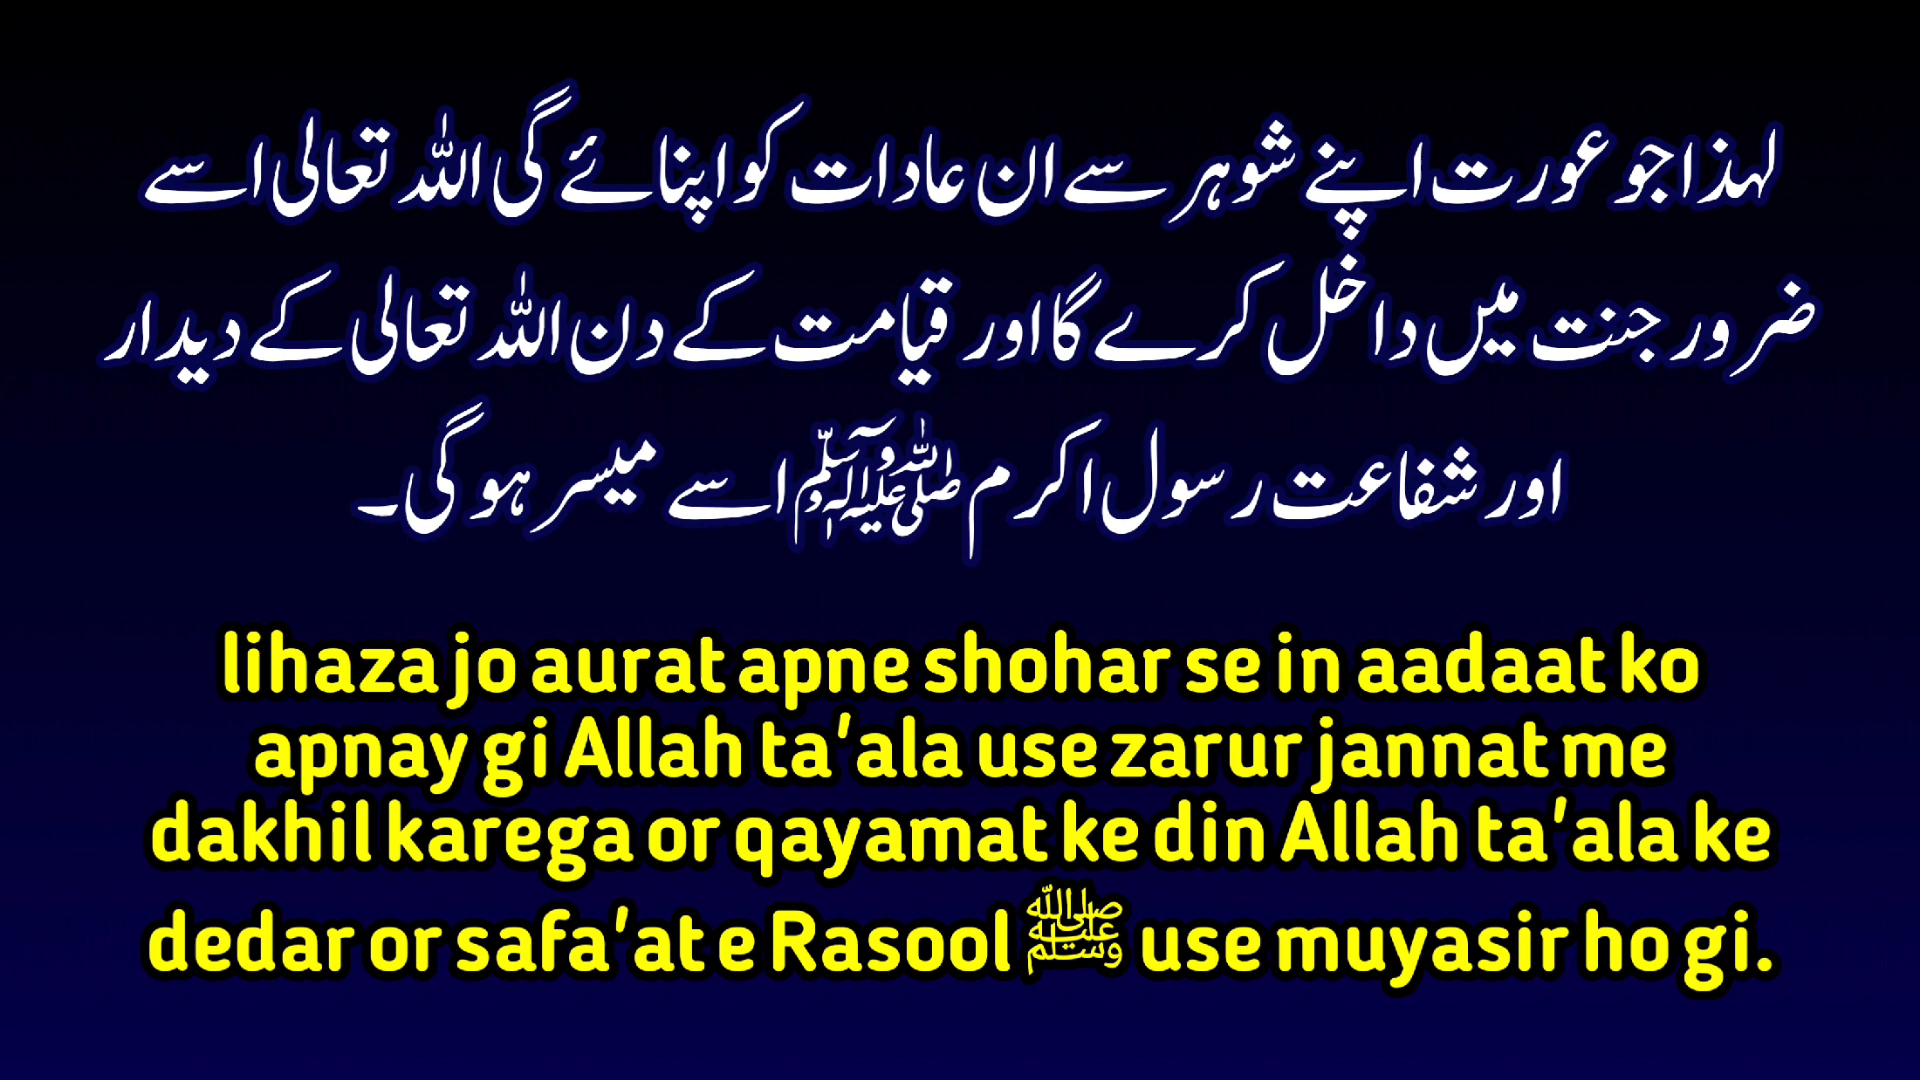 لہذا جو عورت اپنے شوہر سے ان عادات کو اپنائے گی اللہ تعالی اسے
ضرور جنت میں داخل کرے گا اور قیامت کے دن اللہ تعالی کے دیدار
اور شفاعت رسول اکرم ﷺ اسے میسر ہو گی۔
lihaza jo aurat apne shohar se in aadaat ko
apnay gi Allah ta'ala use zarur jannat me
dakhil karega or qayamat ke din Allah ta'ala ke
dedar or safa'at e Rasool ﷺ use muyasir ho gi.